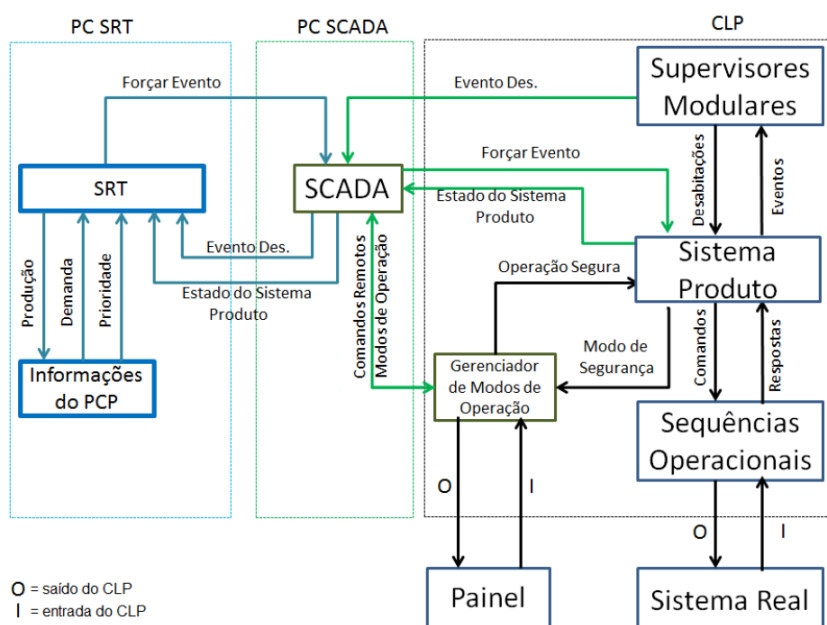 PC SRT
PC SCADA
CLP
Forçar Evento
Evento Des.
Supervisores
Modulares
Forçar Evento
SRT
SCADA
Estado do Sistema
Produto
Desabitações
Eventos
Evento Des.
Estado do Sistema
Produto
Produção
Demanda
Prioridade
Comandos Remotos
Modos de Operação
Operação Segura
Sistema
Produto
Informações
do PCP
Gerenciador
de Modos de
Operação
Modo de
Segurança
Comandos
Respostas
Sequências
Operacionais
O
I
O
I
Painel
Sistema Real
O = saído do CLP
I = entrada do CLP